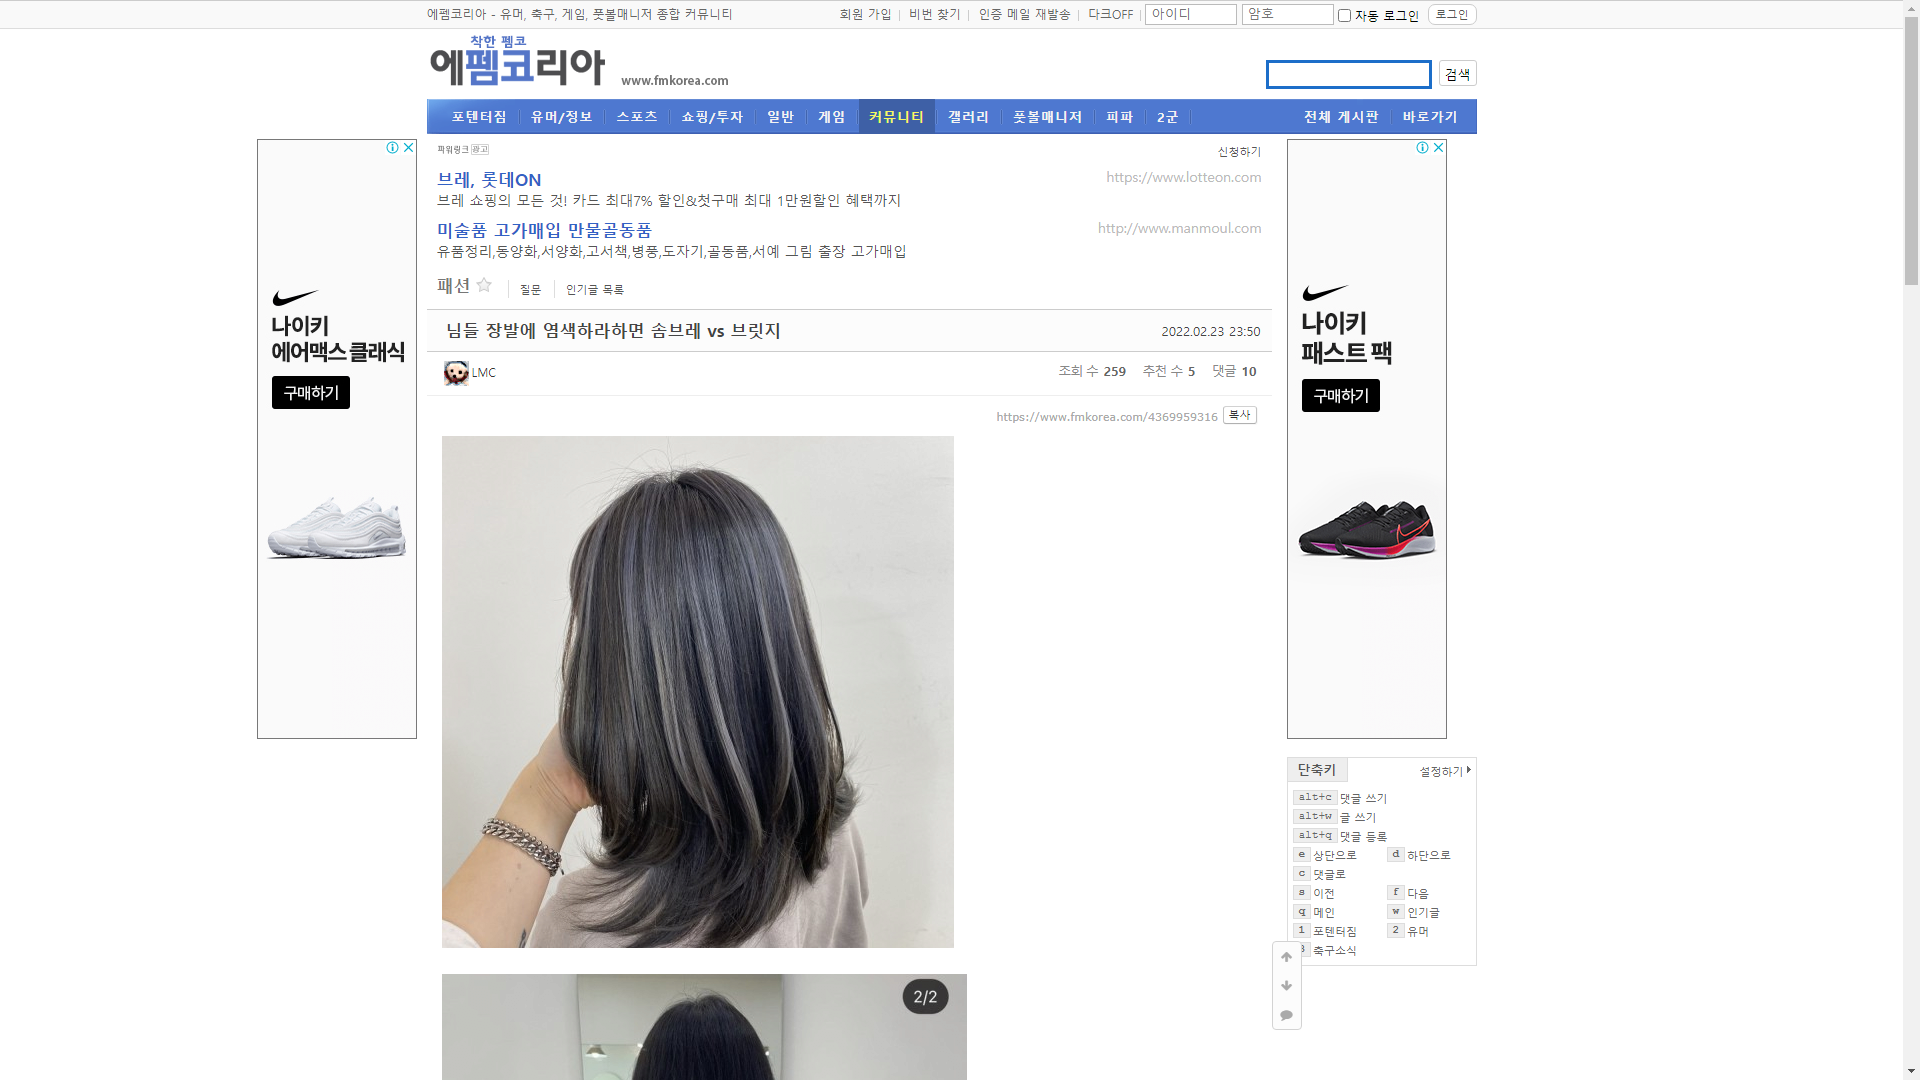 에펨코리아 - 유머, 축구, 게임, 풋볼매니저 종합 커뮤니티
회원 가입
비번 찾기
인증 메일 재발송
다크OFF
아이디
암호
자동 로그인
로그인
착한 펨코
에펨코리아
www.fmkorea.com
검색
포텐터짐
유머/정보
스포츠
쇼핑/투자
일반
게임
커뮤니티
갤러리
풋볼매니저
피파
2군
전체 게시판
바로가기
파워링크 광고
신청하기
브레, 롯데ON
https://www.lotteon.com
브레 쇼핑의 모든 것! 카드 최대7% 할인&첫구매 최대 1만원할인 혜택까지
미술품 고가매입 만물골동품
http://www.manmoul.com
유품정리,동양화,서양화,고서책,병풍,도자기,골동품,서예 그림 출장 고가매입
패션
질문
인기글 목록
님들 장발에 염색하라하면 솜브레 vs 브릿지
2022.02.23 23:50
LMC
조회 수 259
추천 수 5
댓글 10
https://www.fmkorea.com/4369959316
복사
2/2
나이키
에어맥스 클래식
구매하기
나이키
패스트 팩
구매하기
단축키
설정하기
alt+c 댓글 쓰기
alt+w 글 쓰기
alt+q 댓글 등록
e 상단으로
d 하단으로
c 댓글로
s 이전
f 다음
q 메인
w 인기글
1 포텐터짐
2 유머
3 축구소식